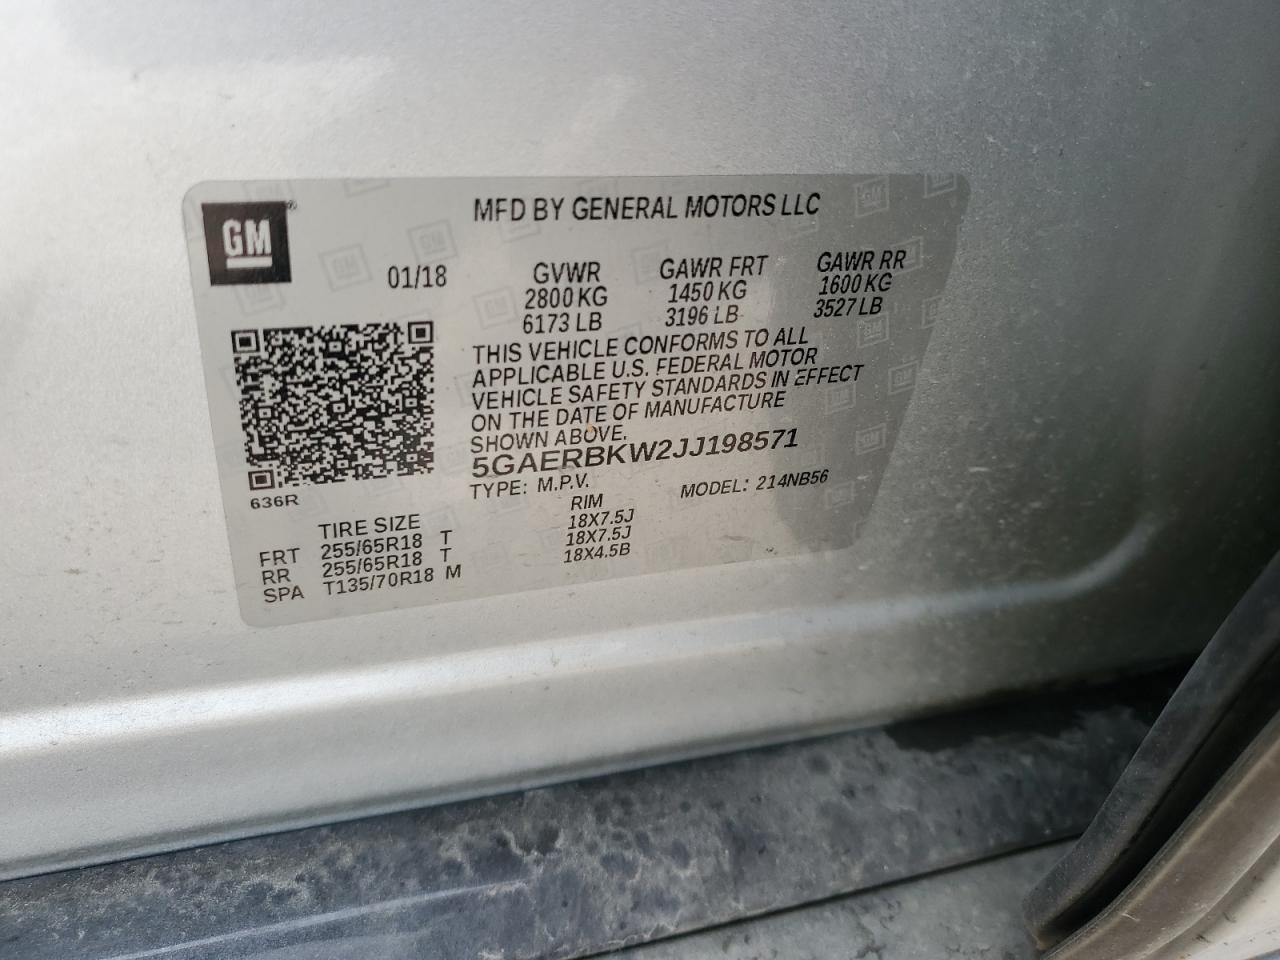 GM
MFD BY GENERAL MOTORS LLC
01/18
GVWR GAWR FRT GAWR RR
2800 KG 1450 KG 1600 KG
6173 LB 3196 LB 3527 LB
THIS VEHICLE CONFORMS TO ALL
APPLICABLE U.S. FEDERAL MOTOR
VEHICLE SAFETY STANDARDS IN EFFECT
ON THE DATE OF MANUFACTURE
SHOWN ABOVE.
5GAERBKW2JJ198571
TYPE: M.P.V. MODEL: 214NB56
636R
TIRE SIZE RIM
FRT 255/65R18 T 18X7.5J
RR 255/65R18 T 18X7.5J
SPA T135/70R18 M 18X4.5B